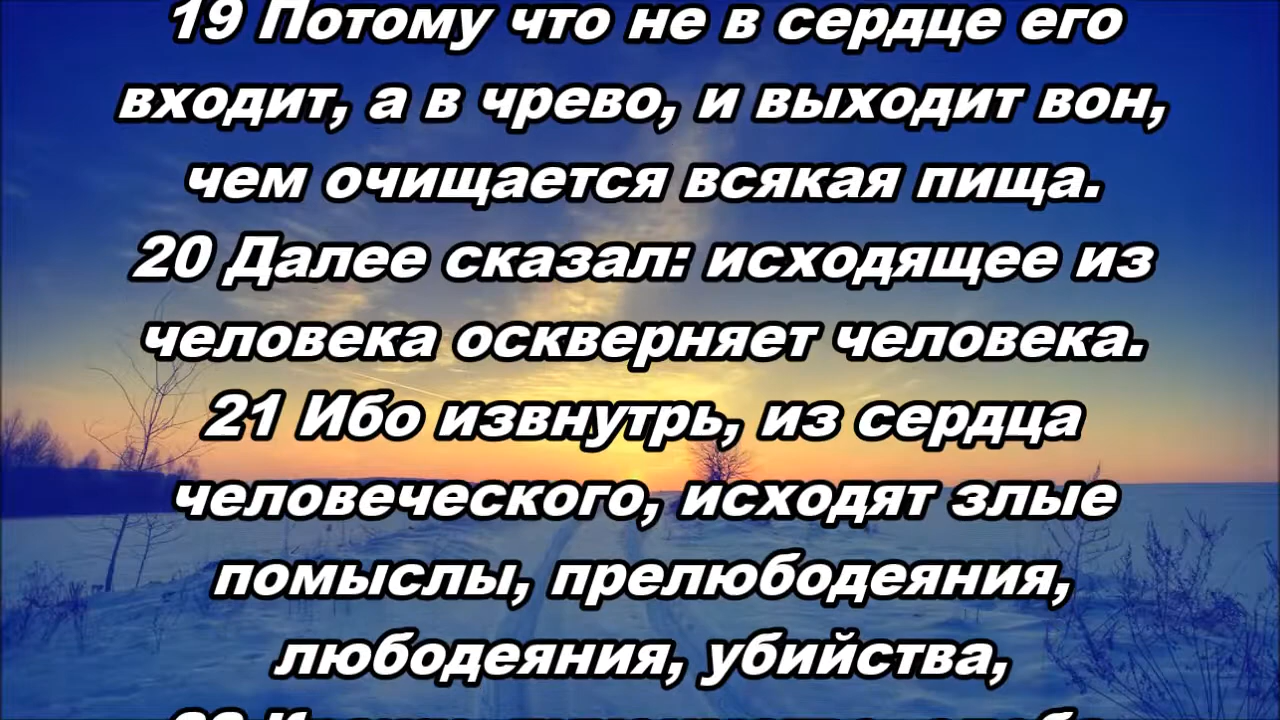 19 Потому что не в сердце его
входит, а в чрево, и выходит вон,
чем очищается всякая пища.
20 Далее сказал: исходящее из
человека оскверняет человека.
21 Ибо извнутрь, из сердца
человеческого, исходят злые
помыслы, прелюбодеяния,
любодеяния, убийства,